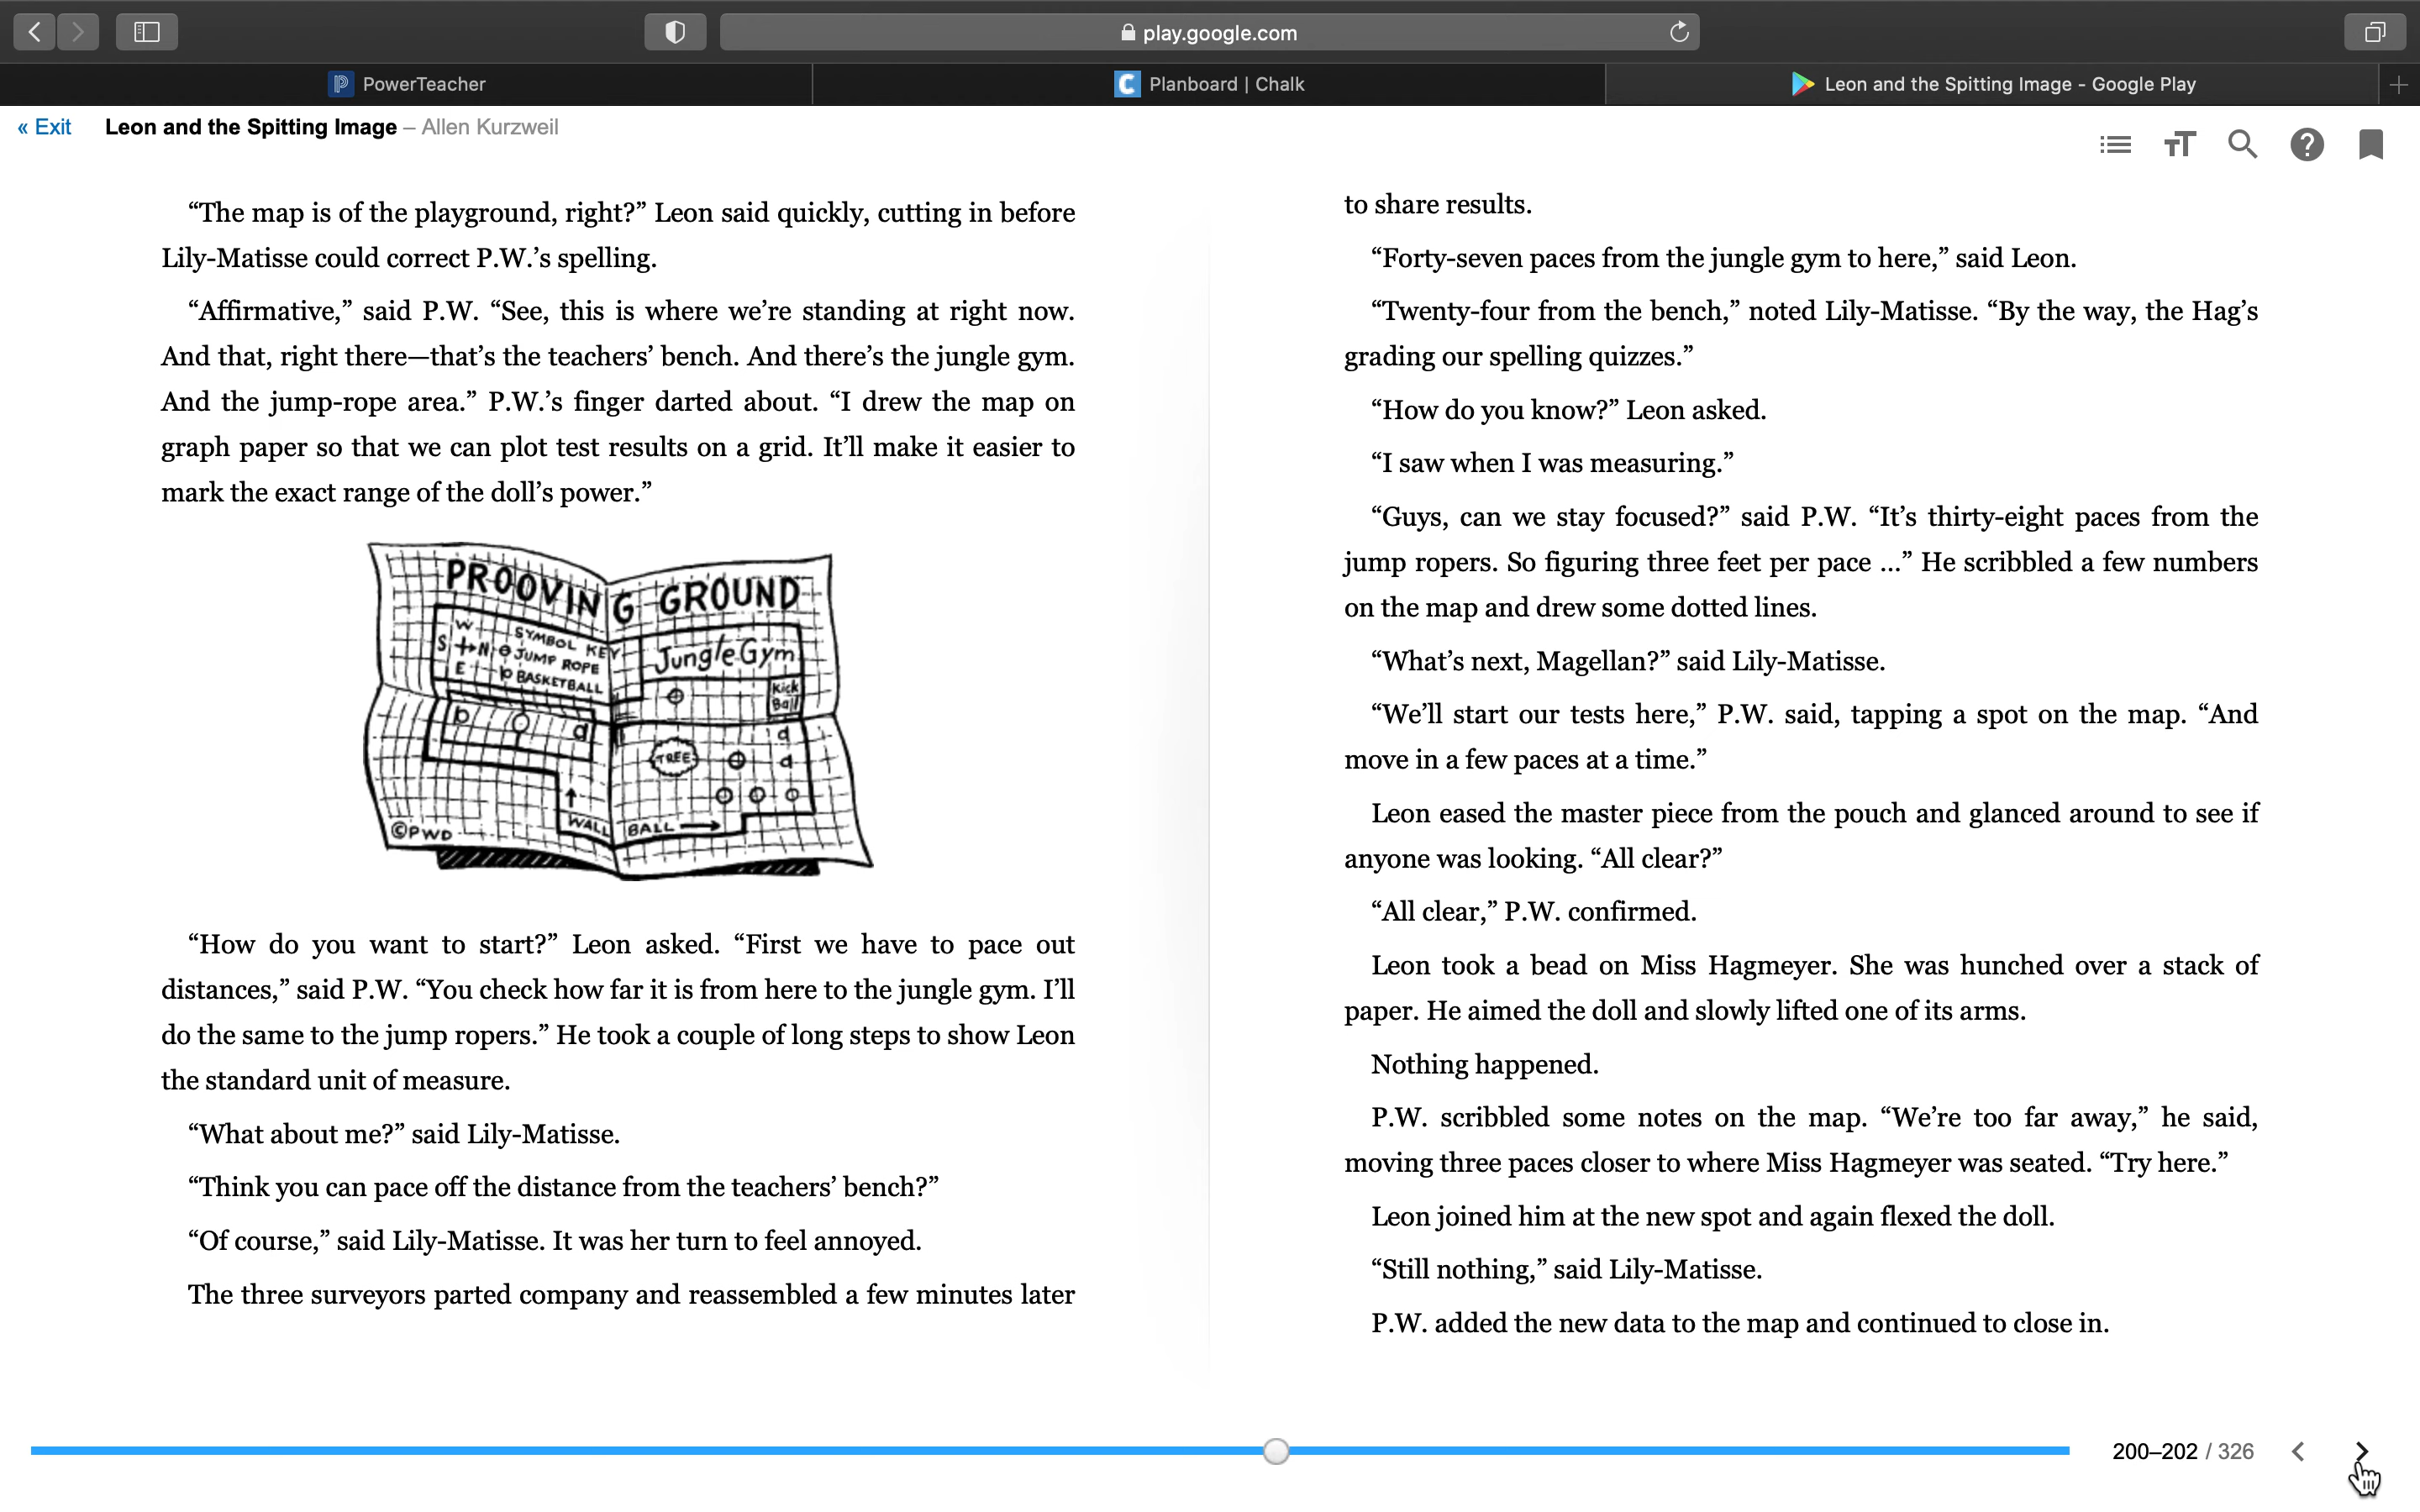 play.google.com
PowerTeacher
Planboard | Chalk
Leon and the Spitting Image - Google Play
« Exit
Leon and the Spitting Image – Allen Kurzweil
“The map is of the playground, right?” Leon said quickly, cutting in before
Lily-Matisse could correct P.W.’s spelling.
“Affirmative,” said P.W. “See, this is where we’re standing at right now.
And that, right there—that’s the teachers’ bench. And there’s the jungle gym.
And the jump-rope area.” P.W.’s finger darted about. “I drew the map on
graph paper so that we can plot test results on a grid. It’ll make it easier to
mark the exact range of the doll’s power.”
PROOVING GROUND
W
S N
E
SYMBOL KEY
JUMP ROPE
b BASKETBALL
Jungle Gym
Kick
Ball
b
d
d
TREE
d
WALL BALL
©PWD
“How do you want to start?” Leon asked. “First we have to pace out
distances,” said P.W. “You check how far it is from here to the jungle gym. I’ll
do the same to the jump ropers.” He took a couple of long steps to show Leon
the standard unit of measure.
“What about me?” said Lily-Matisse.
“Think you can pace off the distance from the teachers’ bench?”
“Of course,” said Lily-Matisse. It was her turn to feel annoyed.
The three surveyors parted company and reassembled a few minutes later
to share results.
“Forty-seven paces from the jungle gym to here,” said Leon.
“Twenty-four from the bench,” noted Lily-Matisse. “By the way, the Hag’s
grading our spelling quizzes.”
“How do you know?” Leon asked.
“I saw when I was measuring.”
“Guys, can we stay focused?” said P.W. “It’s thirty-eight paces from the
jump ropers. So figuring three feet per pace ...” He scribbled a few numbers
on the map and drew some dotted lines.
“What’s next, Magellan?” said Lily-Matisse.
“We’ll start our tests here,” P.W. said, tapping a spot on the map. “And
move in a few paces at a time.”
Leon eased the master piece from the pouch and glanced around to see if
anyone was looking. “All clear?”
“All clear,” P.W. confirmed.
Leon took a bead on Miss Hagmeyer. She was hunched over a stack of
paper. He aimed the doll and slowly lifted one of its arms.
Nothing happened.
P.W. scribbled some notes on the map. “We’re too far away,” he said,
moving three paces closer to where Miss Hagmeyer was seated. “Try here.”
Leon joined him at the new spot and again flexed the doll.
“Still nothing,” said Lily-Matisse.
P.W. added the new data to the map and continued to close in.
200–202 / 326